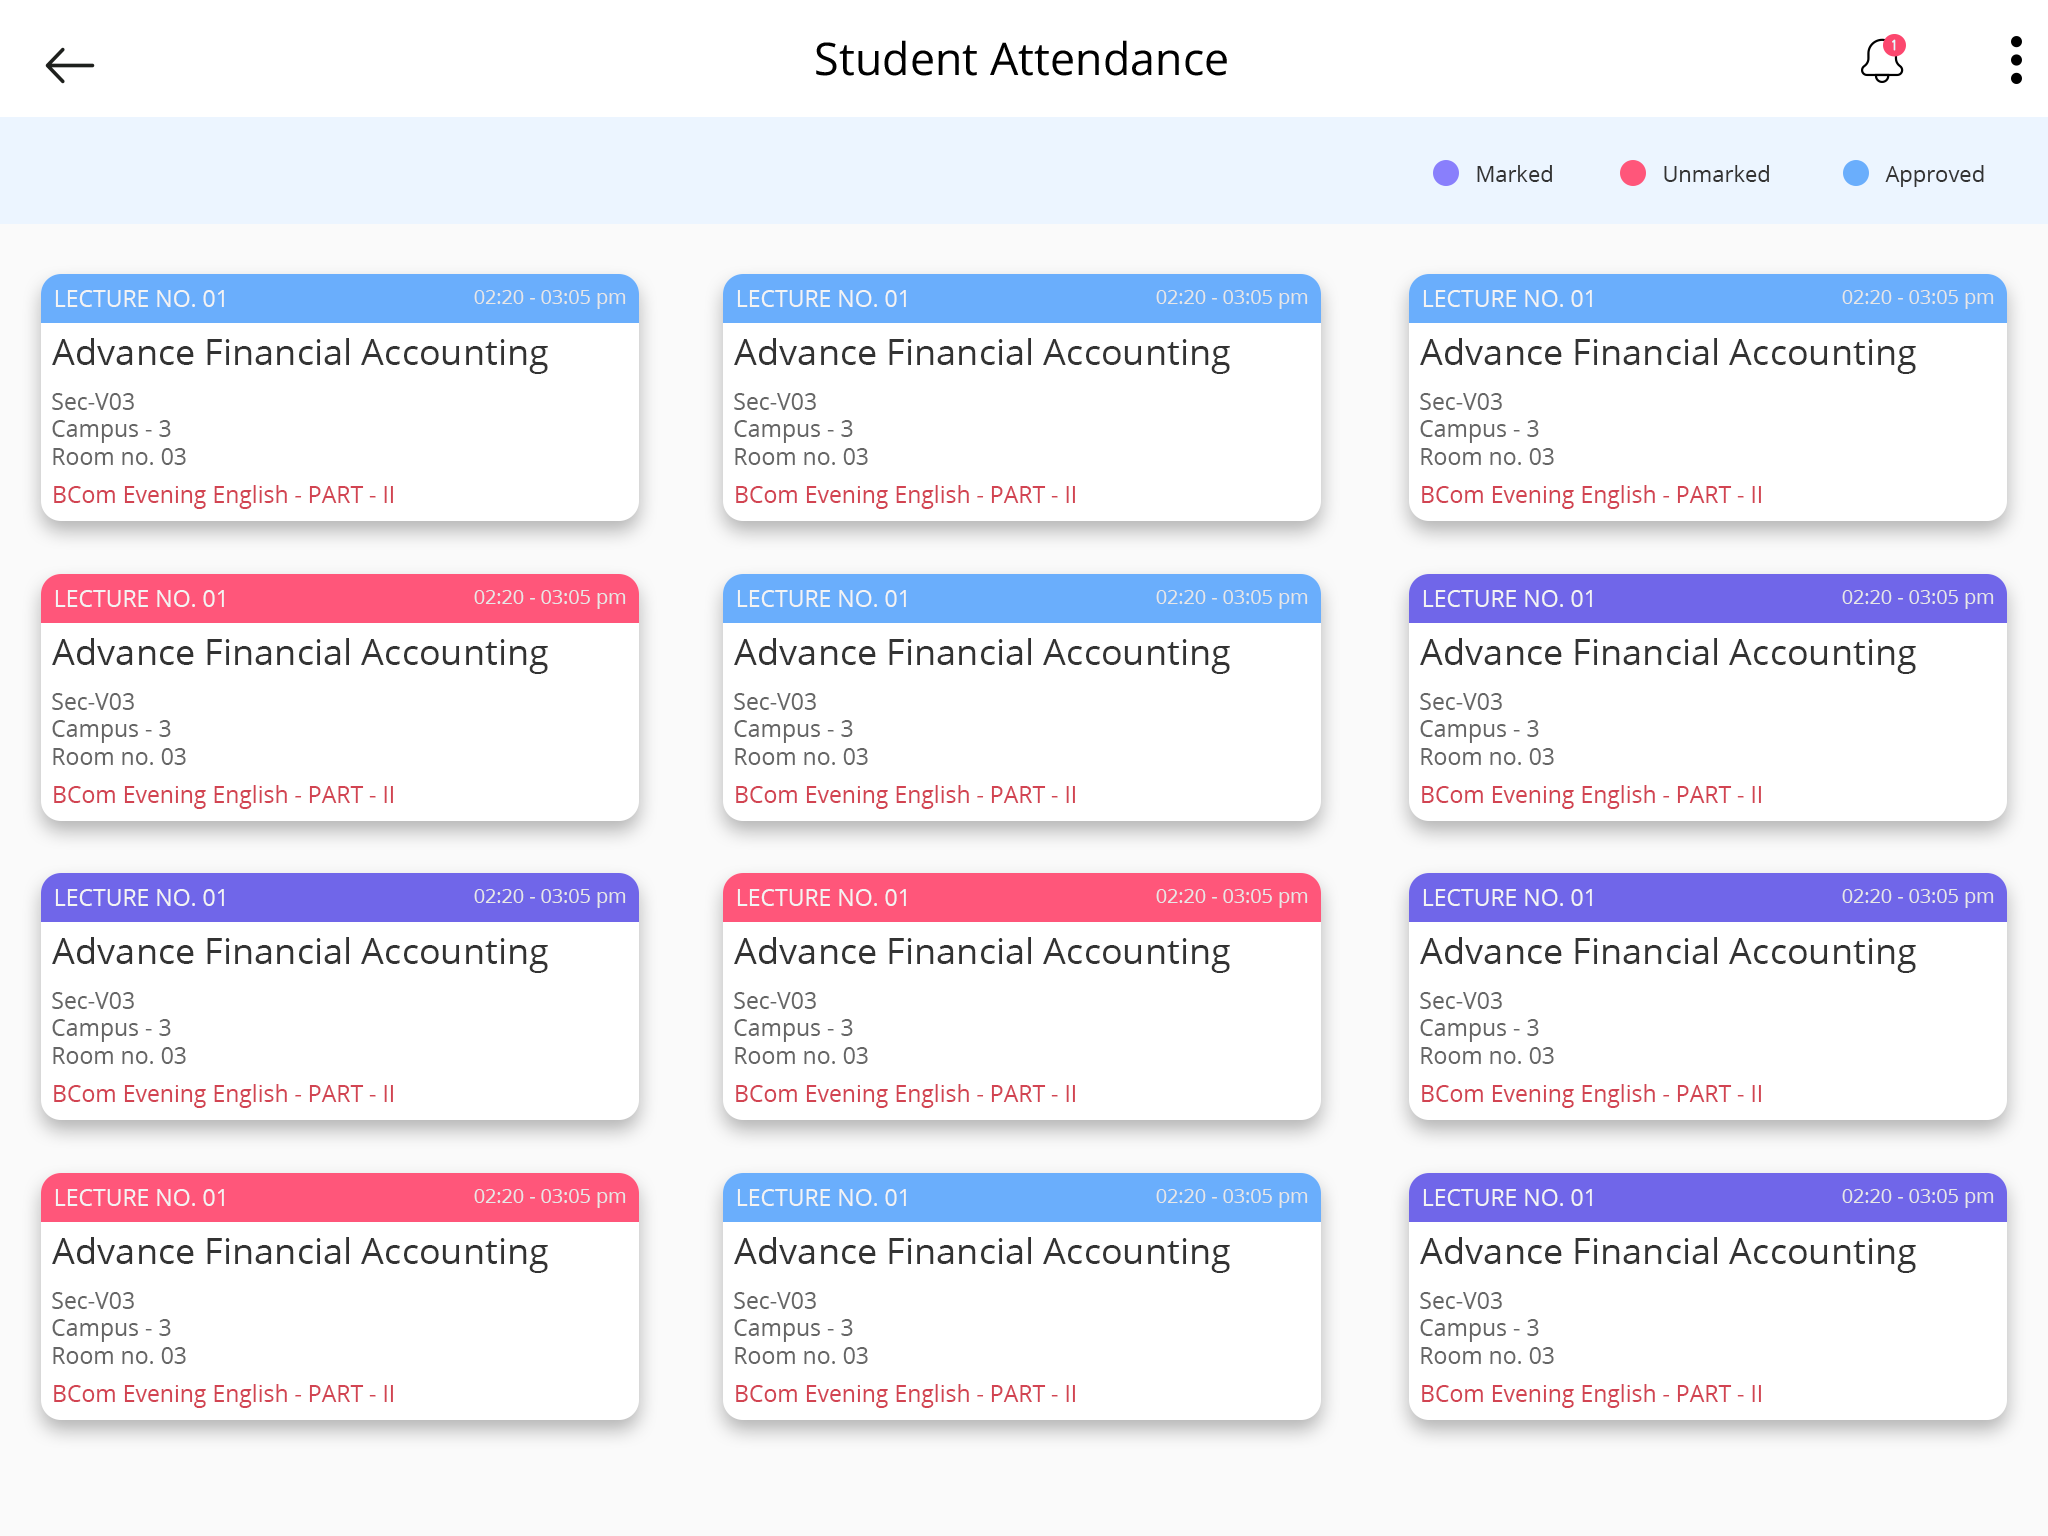 Student Attendance
1
Marked
Unmarked
Approved
LECTURE NO. 01
02:20 - 03:05 pm
Advance Financial Accounting
Sec-V03
Campus - 3
Room no. 03
BCom Evening English - PART - II
LECTURE NO. 01
02:20 - 03:05 pm
Advance Financial Accounting
Sec-V03
Campus - 3
Room no. 03
BCom Evening English - PART - II
LECTURE NO. 01
02:20 - 03:05 pm
Advance Financial Accounting
Sec-V03
Campus - 3
Room no. 03
BCom Evening English - PART - II
LECTURE NO. 01
02:20 - 03:05 pm
Advance Financial Accounting
Sec-V03
Campus - 3
Room no. 03
BCom Evening English - PART - II
LECTURE NO. 01
02:20 - 03:05 pm
Advance Financial Accounting
Sec-V03
Campus - 3
Room no. 03
BCom Evening English - PART - II
LECTURE NO. 01
02:20 - 03:05 pm
Advance Financial Accounting
Sec-V03
Campus - 3
Room no. 03
BCom Evening English - PART - II
LECTURE NO. 01
02:20 - 03:05 pm
Advance Financial Accounting
Sec-V03
Campus - 3
Room no. 03
BCom Evening English - PART - II
LECTURE NO. 01
02:20 - 03:05 pm
Advance Financial Accounting
Sec-V03
Campus - 3
Room no. 03
BCom Evening English - PART - II
LECTURE NO. 01
02:20 - 03:05 pm
Advance Financial Accounting
Sec-V03
Campus - 3
Room no. 03
BCom Evening English - PART - II
LECTURE NO. 01
02:20 - 03:05 pm
Advance Financial Accounting
Sec-V03
Campus - 3
Room no. 03
BCom Evening English - PART - II
LECTURE NO. 01
02:20 - 03:05 pm
Advance Financial Accounting
Sec-V03
Campus - 3
Room no. 03
BCom Evening English - PART - II
LECTURE NO. 01
02:20 - 03:05 pm
Advance Financial Accounting
Sec-V03
Campus - 3
Room no. 03
BCom Evening English - PART - II